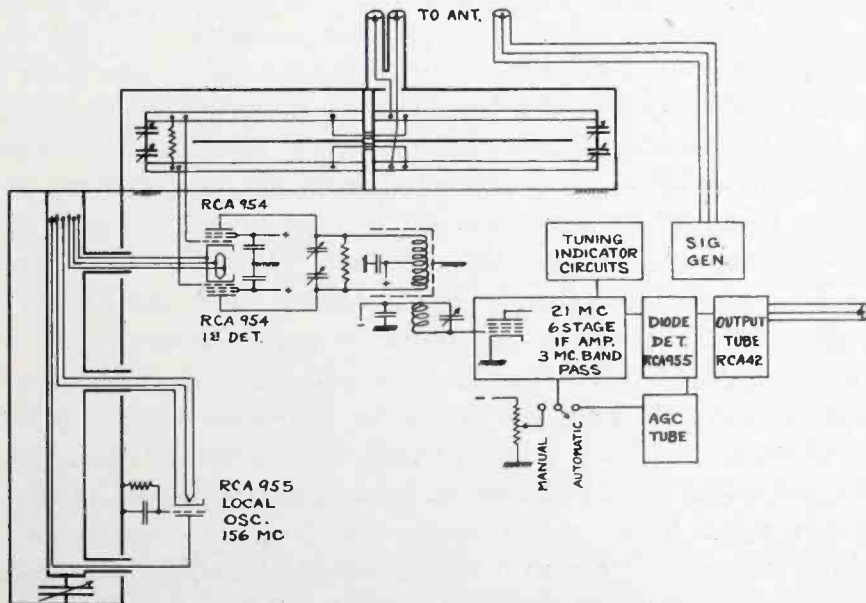 TO ANT.
RCA 954
RCA 954
1st DET.
TUNING
INDICATOR
CIRCUITS
SIG.
GEN.
21 MC
6 STAGE
IF AMP.
3 MC. BAND
PASS
DIODE
DET.
RCA955
OUTPUT
TUBE
RCA42
AGC
TUBE
MANUAL
AUTOMATIC
RCA 955
LOCAL
OSC.
156 MC